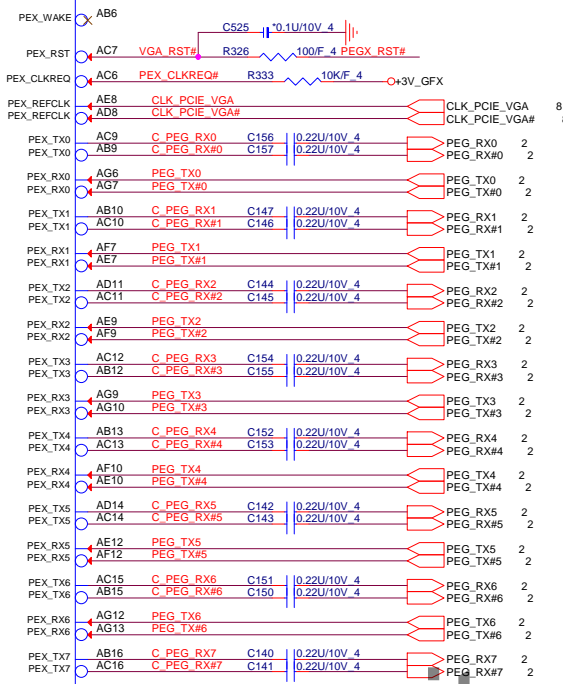 PEX_WAKE AB6
C525 *0.1U/10V_4
PEX_RST AC7 VGA_RST# R326 100/F_4 PEGX_RST#
PEX_CLKREQ AC6 PEX_CLKREQ# R333 10K/F_4 +3V_GFX
PEX_REFCLK AE8 CLK_PCIE_VGA CLK_PCIE_VGA 8
PEX_REFCLK AD8 CLK_PCIE_VGA# CLK_PCIE_VGA#
PEX_TX0 AC9 C_PEG_RX0 C156 0.22U/10V_4 PEG_RX0 2
PEX_TX0 AB9 C_PEG_RX#0 C157 0.22U/10V_4 PEG_RX#0 2
PEX_RX0 AG6 PEG_TX0 PEG_TX0 2
PEX_RX0 AG7 PEG_TX#0 PEG_TX#0 2
PEX_TX1 AB10 C_PEG_RX1 C147 0.22U/10V_4 PEG_RX1 2
PEX_TX1 AC10 C_PEG_RX#1 C146 0.22U/10V_4 PEG_RX#1 2
PEX_RX1 AF7 PEG_TX1 PEG_TX1 2
PEX_RX1 AE7 PEG_TX#1 PEG_TX#1 2
PEX_TX2 AD11 C_PEG_RX2 C144 0.22U/10V_4 PEG_RX2 2
PEX_TX2 AC11 C_PEG_RX#2 C145 0.22U/10V_4 PEG_RX#2 2
PEX_RX2 AE9 PEG_TX2 PEG_TX2 2
PEX_RX2 AF9 PEG_TX#2 PEG_TX#2 2
PEX_TX3 AC12 C_PEG_RX3 C154 0.22U/10V_4 PEG_RX3 2
PEX_TX3 AB12 C_PEG_RX#3 C155 0.22U/10V_4 PEG_RX#3 2
PEX_RX3 AG9 PEG_TX3 PEG_TX3 2
PEX_RX3 AG10 PEG_TX#3 PEG_TX#3 2
PEX_TX4 AB13 C_PEG_RX4 C152 0.22U/10V_4 PEG_RX4 2
PEX_TX4 AC13 C_PEG_RX#4 C153 0.22U/10V_4 PEG_RX#4 2
PEX_RX4 AF10 PEG_TX4 PEG_TX4 2
PEX_RX4 AE10 PEG_TX#4 PEG_TX#4 2
PEX_TX5 AD14 C_PEG_RX5 C142 0.22U/10V_4 PEG_RX5 2
PEX_TX5 AC14 C_PEG_RX#5 C143 0.22U/10V_4 PEG_RX#5 2
PEX_RX5 AE12 PEG_TX5 PEG_TX5 2
PEX_RX5 AF12 PEG_TX#5 PEG_TX#5 2
PEX_TX6 AC15 C_PEG_RX6 C151 0.22U/10V_4 PEG_RX6 2
PEX_TX6 AB15 C_PEG_RX#6 C150 0.22U/10V_4 PEG_RX#6 2
PEX_RX6 AG12 PEG_TX6 PEG_TX6 2
PEX_RX6 AG13 PEG_TX#6 PEG_TX#6 2
PEX_TX7 AB16 C_PEG_RX7 C140 0.22U/10V_4 PEG_RX7 2
PEX_TX7 AC16 C_PEG_RX#7 C141 0.22U/10V_4 PEG_RX#7 2